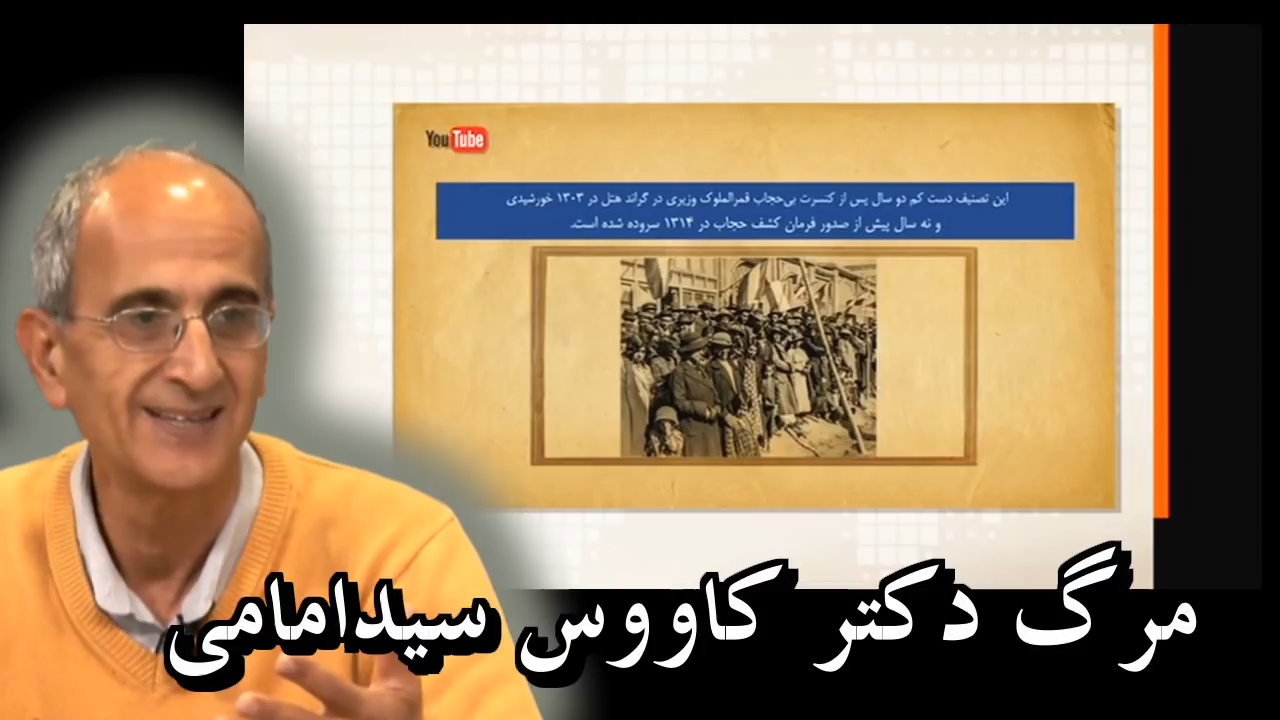 YouTube
این تصنیف دست کم دو سال پس از کنسرت بی‌حجاب قمرالملوک وزیری در گراند هتل در ۱۳۰۳ خورشیدی
و نه سال پیش از صدور فرمان کشف حجاب در ۱۳۱۴ سروده شده است.
مرگ دکتر کاووس سیدامامی